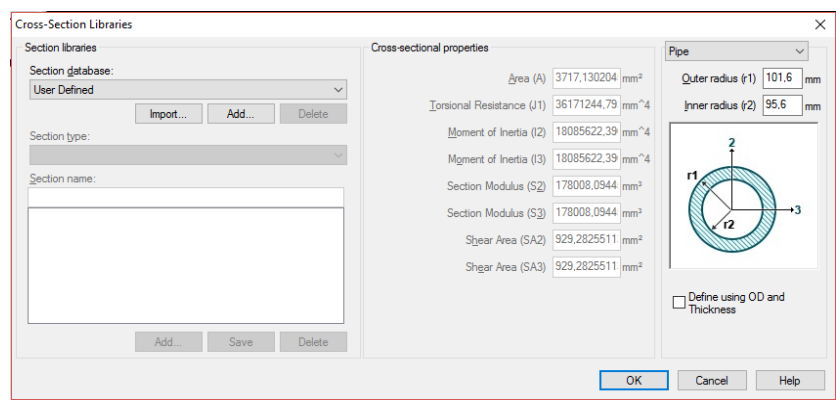 Cross-Section Libraries
Section libraries
Section database:
User Defined
Import... Add... Delete
Section type:
Section name:
Add... Save Delete
Cross-sectional properties
Area (A) 3717,130204 mm²
Torsional Resistance (J1) 36171244,79 mm^4
Moment of Inertia (I2) 18085622,39 mm^4
Moment of Inertia (I3) 18085622,39 mm^4
Section Modulus (S2) 178008,0944 mm³
Section Modulus (S3) 178008,0944 mm³
Shear Area (SA2) 929,2825511 mm²
Shear Area (SA3) 929,2825511 mm²
Pipe
Outer radius (r1) 101,6 mm
Inner radius (r2) 95,6 mm
2
r1
3
r2
Define using OD and
Thickness
OK Cancel Help